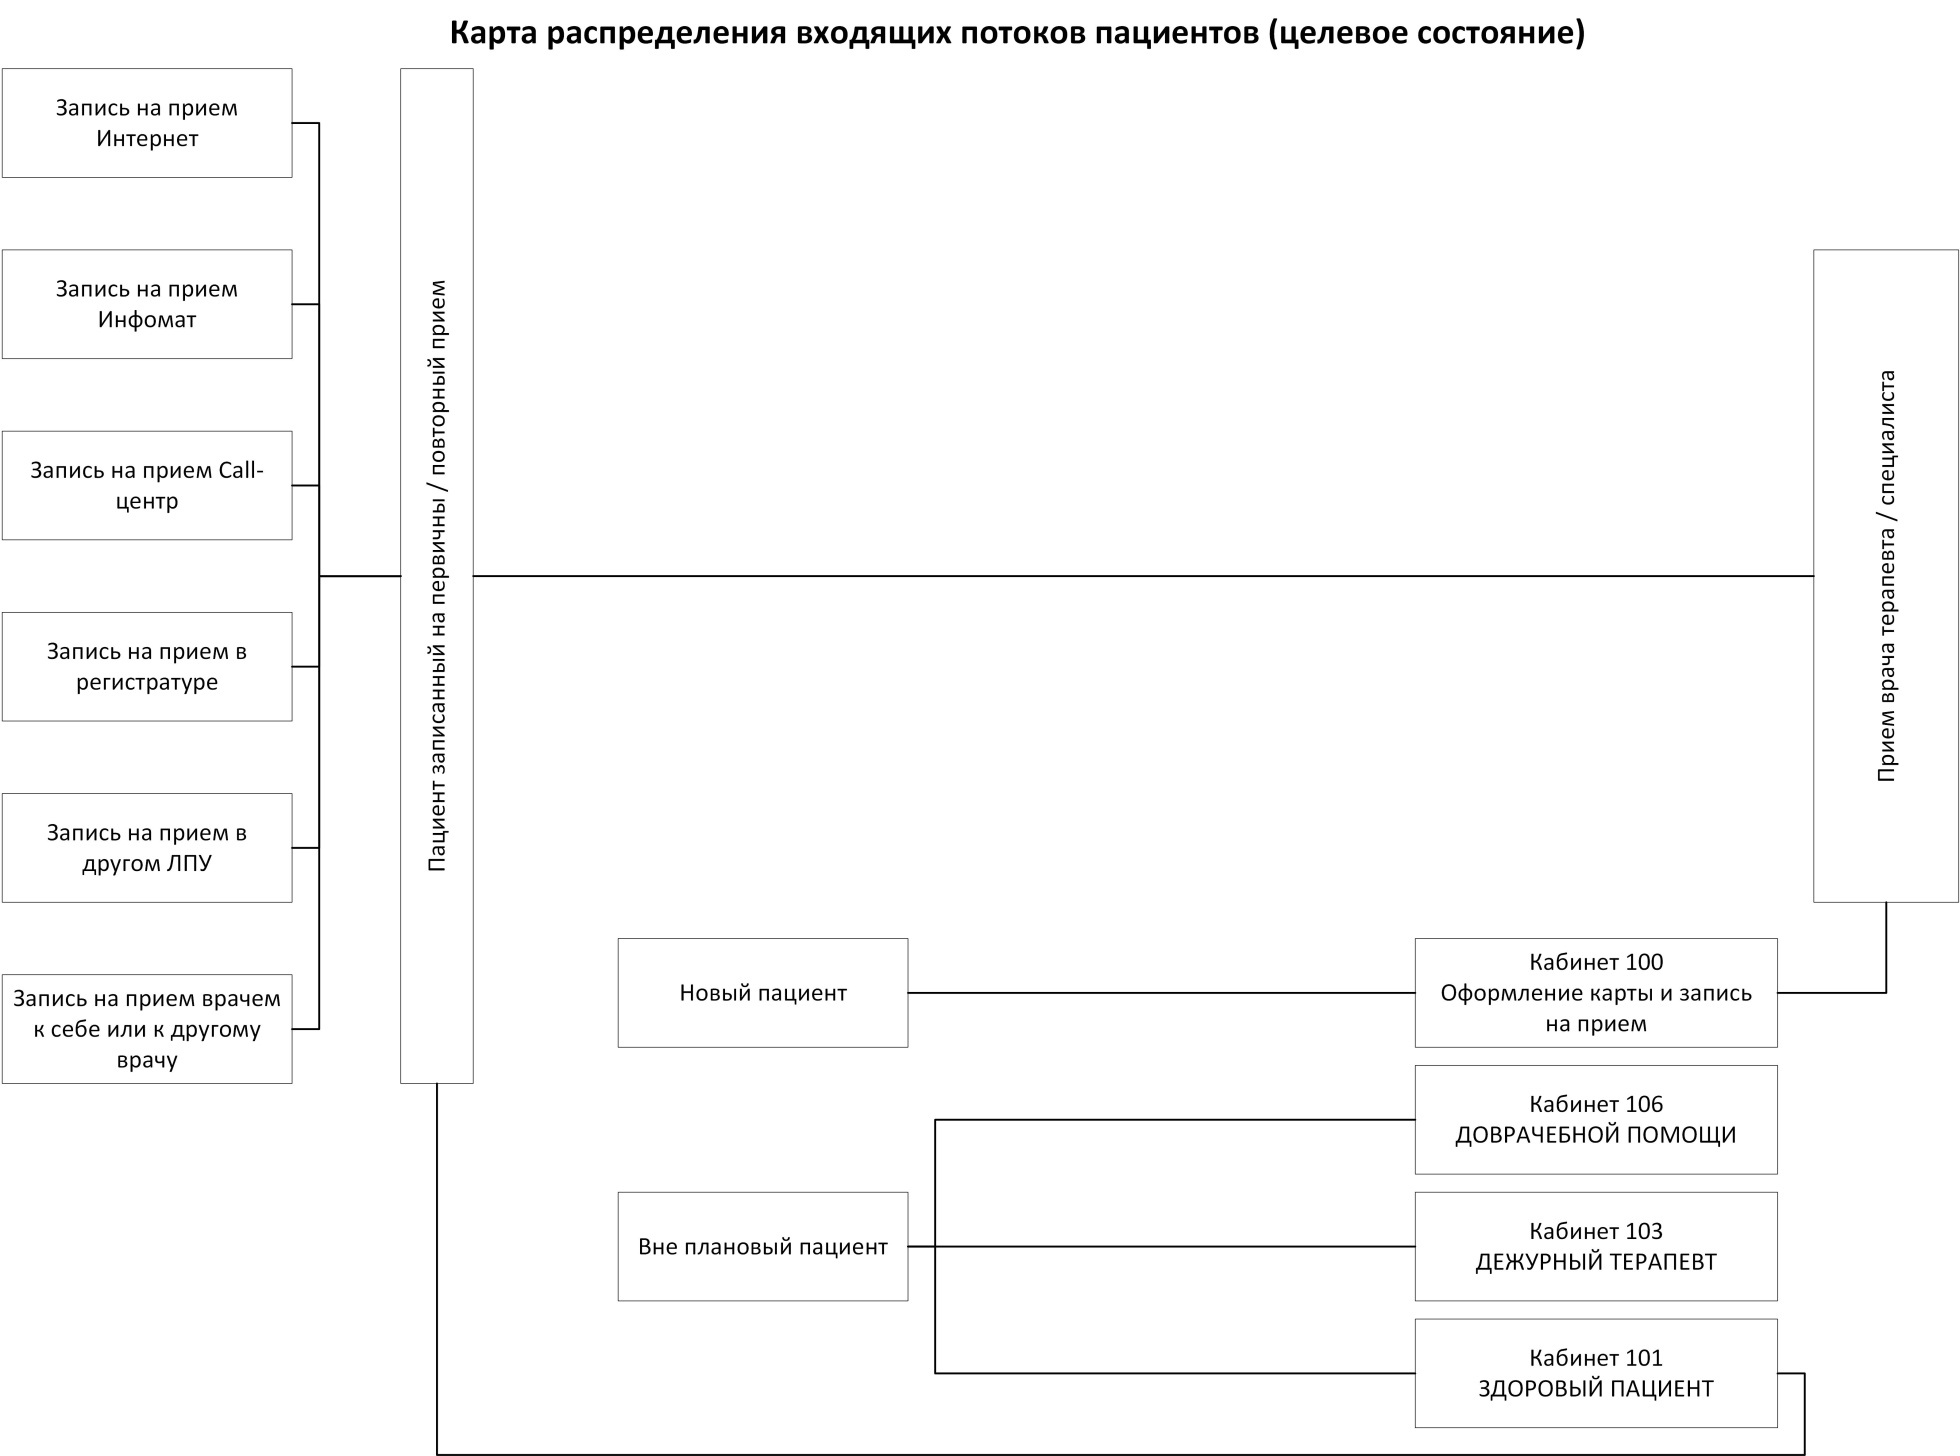 Карта распределения входящих потоков пациентов (целевое состояние)
Запись на прием
Интернет
Запись на прием
Инфомат
Запись на прием Call-
центр
Запись на прием в
регистратуре
Запись на прием в
другом ЛПУ
Запись на прием врачем
к себе или к другому
врачу
Пациент записанный на первичны / повторный прием
Прием врача терапевта / специалиста
Новый пациент
Кабинет 100
Оформление карты и запись
на прием
Кабинет 106
ДОВРАЧЕБНОЙ ПОМОЩИ
Вне плановый пациент
Кабинет 103
ДЕЖУРНЫЙ ТЕРАПЕВТ
Кабинет 101
ЗДОРОВЫЙ ПАЦИЕНТ